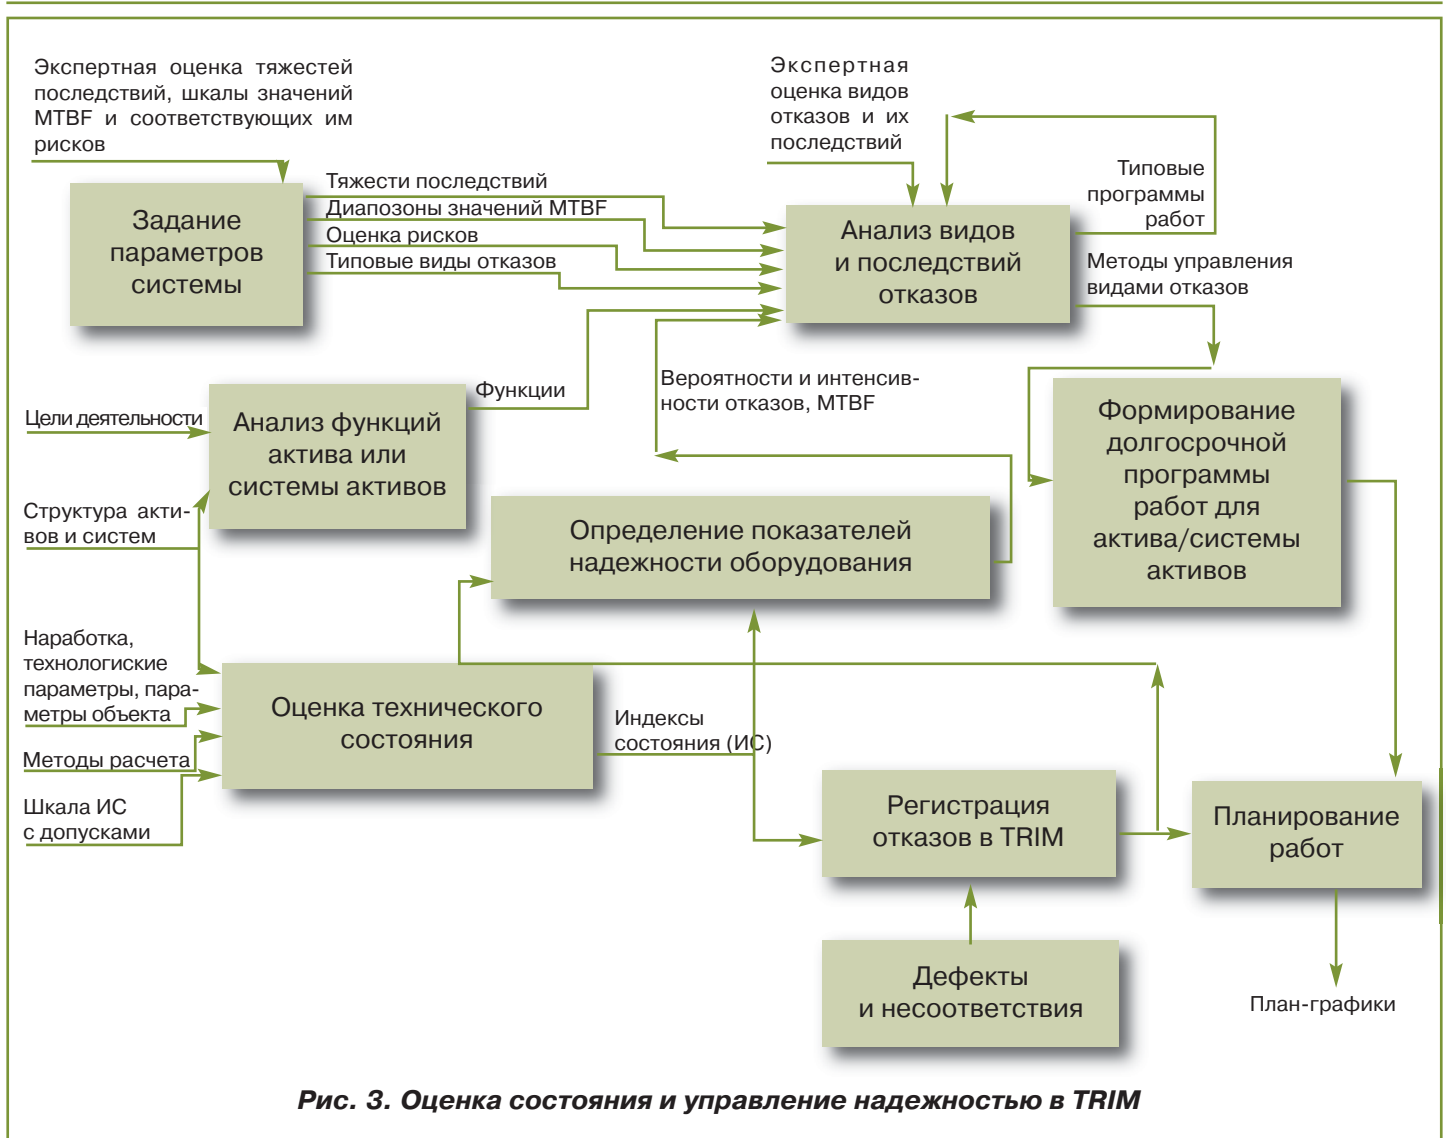 Экспертная оценка тяжестей
последствий, шкалы значений
MTBF и соответствующих им
рисков
Экспертная
оценка видов
отказов и их
последствий
Задание
параметров
системы
Тяжести последствий
Диапозоны значений MTBF
Оценка рисков
Типовые виды отказов
Анализ видов
и последствий
отказов
Типовые
программы
работ
Методы управления
видами отказов
Цели деятельности
Анализ функций
актива или
системы активов
Функции
Вероятности и интенсив-
ности отказов, MTBF
Формирование
долгосрочной
программы
работ для
актива/системы
активов
Структура акти-
вов и систем
Определение показателей
надежности оборудования
Наработка,
технологиские
параметры, пара-
метры объекта
Методы расчета
Шкала ИС
с допусками
Оценка технического
состояния
Индексы
состояния (ИС)
Регистрация
отказов в TRIM
Планирование
работ
Дефекты
и несоответствия
План-графики
Рис. 3. Оценка состояния и управление надежностью в TRIM